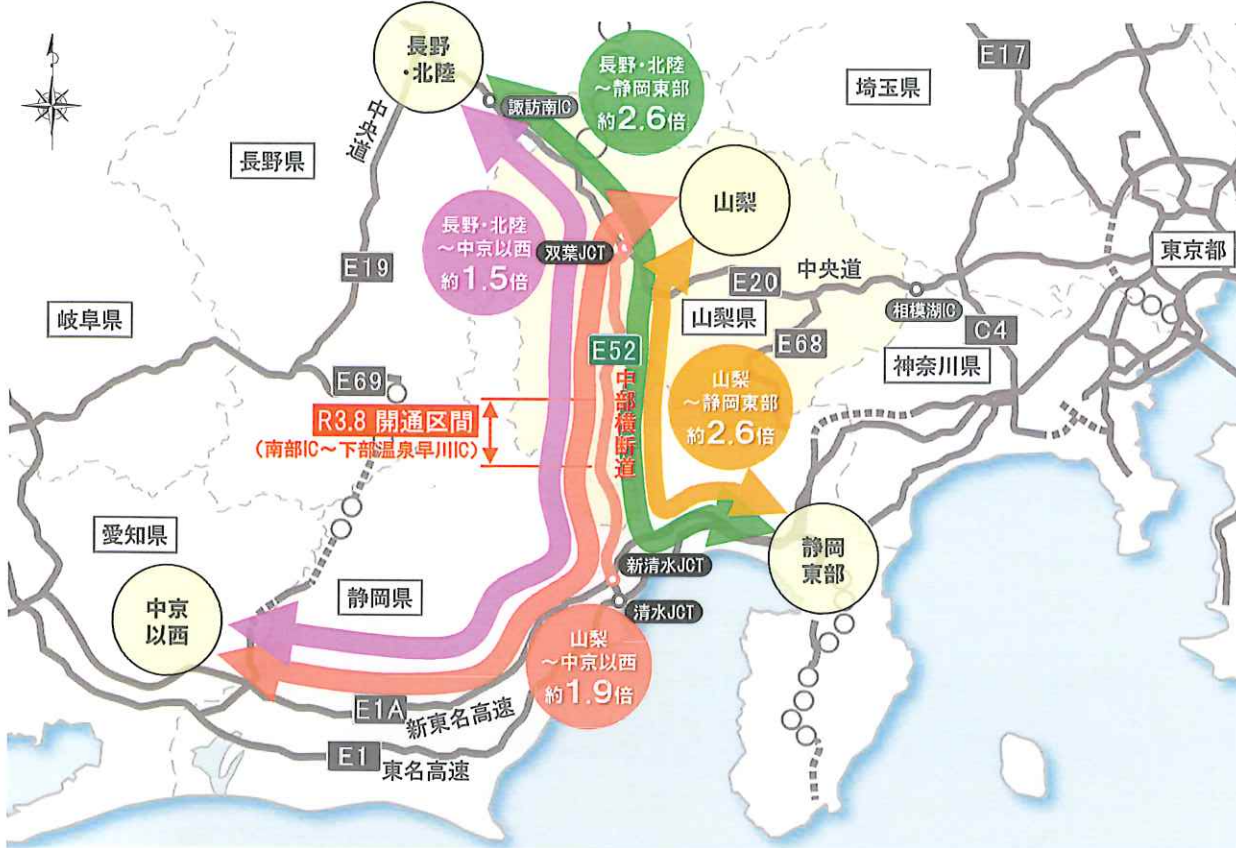 長野
・北陸
長野・北陸
～静岡東部
約2.6倍
E17
埼玉県
諏訪南IC
中央道
長野県
山梨
長野・北陸
～中京以西
約1.5倍
双葉JCT
東京都
E19
中央道
E20
相模湖IC
岐阜県
山梨県
C4
E52
E68
神奈川県
中部横断道
E69
山梨
～静岡東部
約2.6倍
R3.8 開通区間
(南部IC～下部温泉早川IC)
愛知県
静岡
東部
新清水JCT
静岡県
清水JCT
中京
以西
山梨
～中京以西
約1.9倍
E1A
新東名高速
E1
東名高速